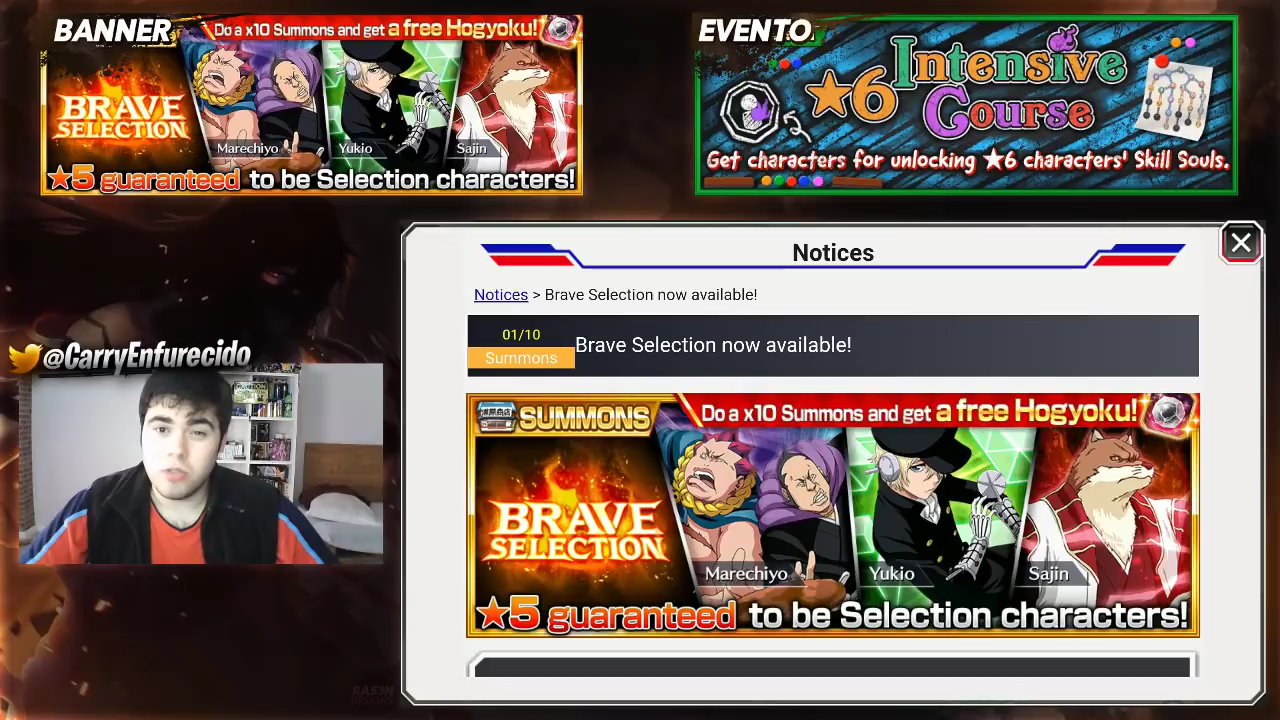 BANNER
Do a x10 Summons and get a free Hogyoku!
BRAVE
SELECTION
Marechiyo
Yukio
Sajin
★5 guaranteed to be Selection characters!
EVENTO
★6 Intensive
Course
Get characters for unlocking ★6 characters' Skill Souls.
Notices
Notices > Brave Selection now available!
01/10
Summons
Brave Selection now available!
SUMMONS
Do a x10 Summons and get a free Hogyoku!
BRAVE
SELECTION
Marechiyo
Yukio
Sajin
★5 guaranteed to be Selection characters!
@CarryEnfurecido